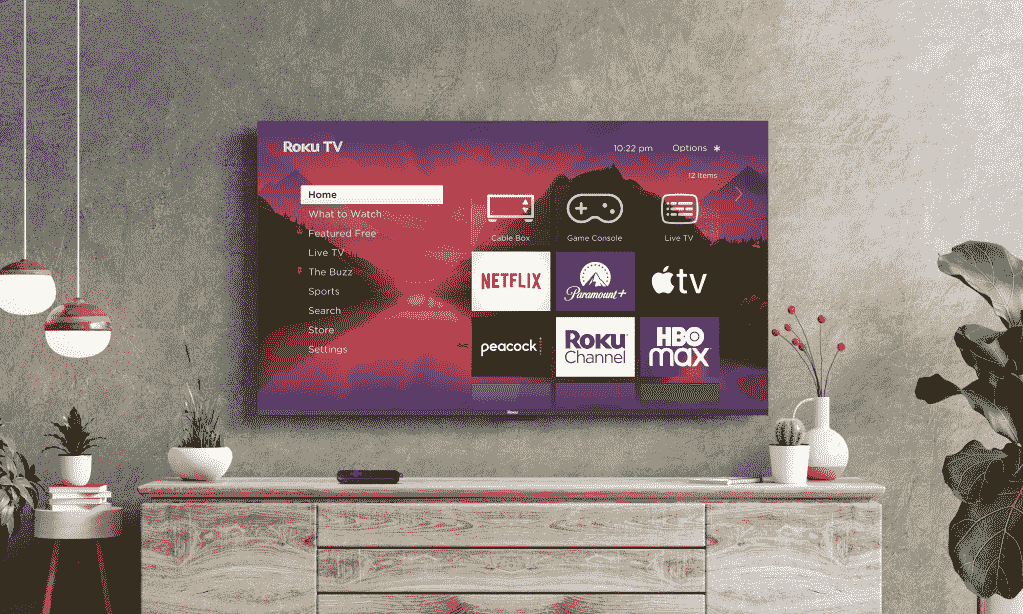 Roku TV
10:22 pm
Options *
12 Items
Home
What to Watch
Featured Free
Live TV
The Buzz
Sports
Search
Store
Settings
Cable Box
Game Console
Live TV
NETFLIX
Paramount+
tv
peacock
Roku
Channel
HBO
max
Roku